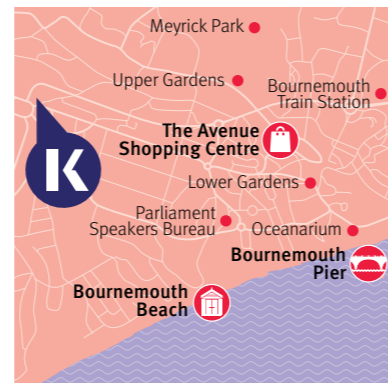 Meyrick Park
Upper Gardens
Bournemouth
Train Station
The Avenue
Shopping Centre
K
Lower Gardens
Parliament
Speakers Bureau
Oceanarium
Bournemouth
Pier
Bournemouth
Beach